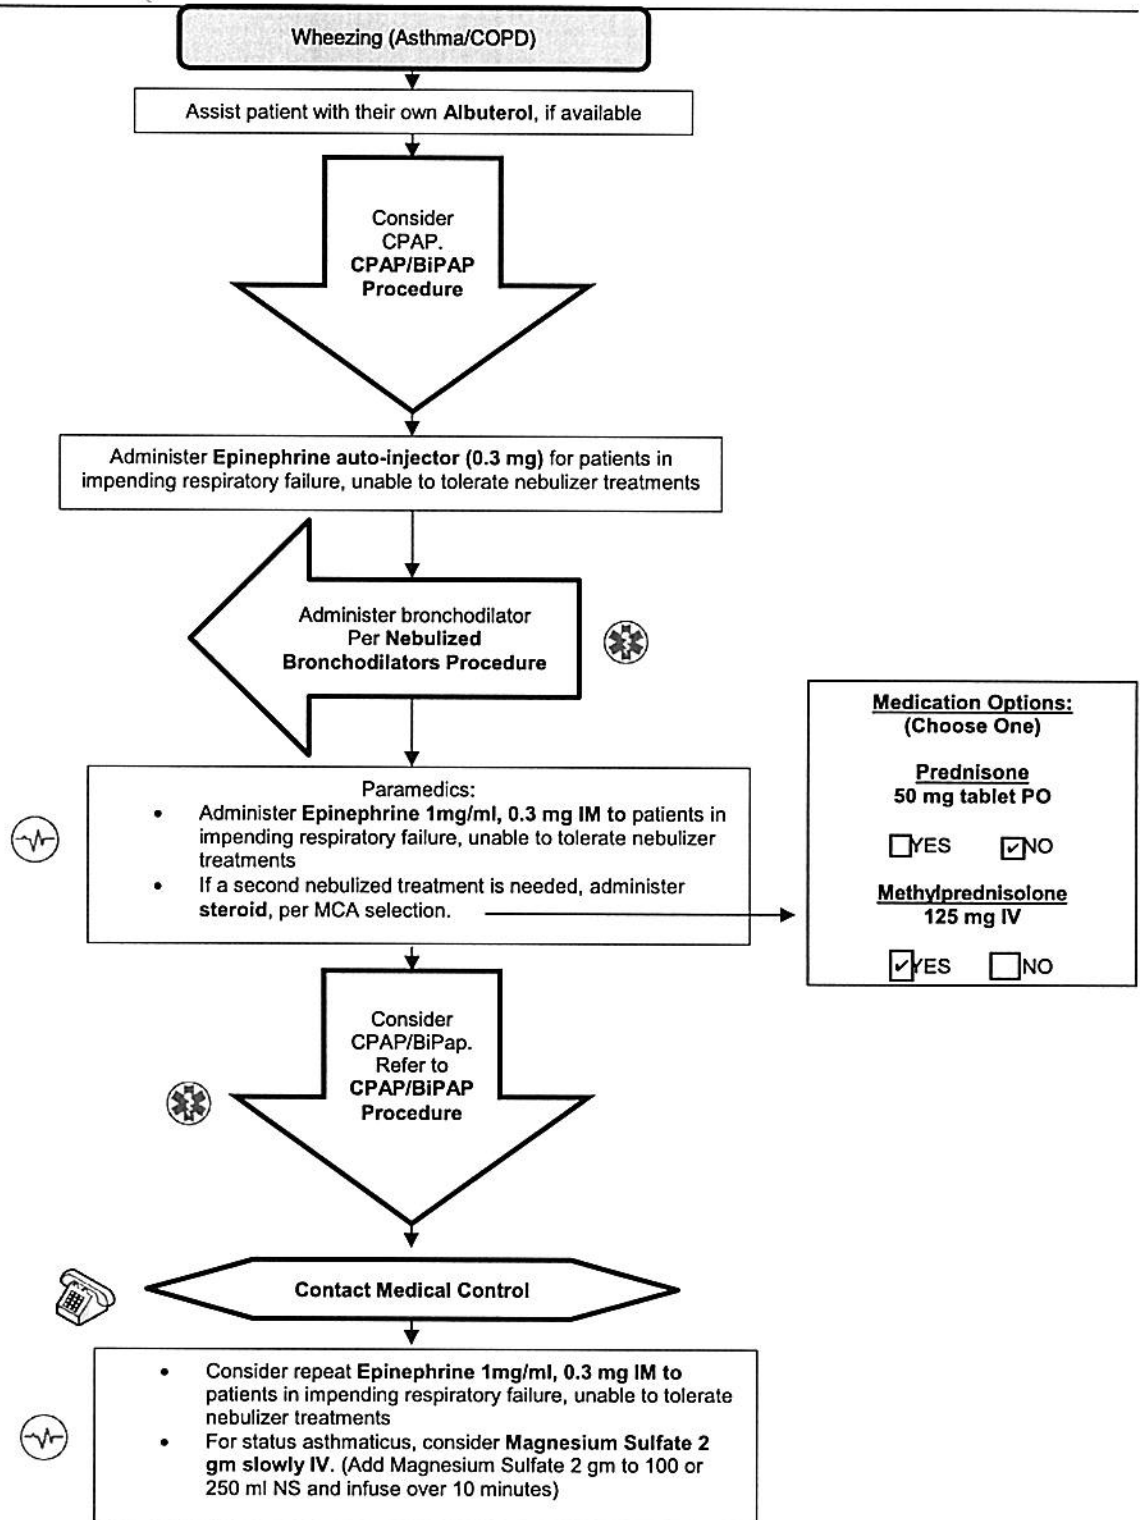 Wheezing (Asthma/COPD)
Assist patient with their own Albuterol, if available
Consider
CPAP.
CPAP/BiPAP
Procedure
Administer Epinephrine auto-injector (0.3 mg) for patients in
impending respiratory failure, unable to tolerate nebulizer treatments
Administer bronchodilator
Per Nebulized
Bronchodilators Procedure
Paramedics:
• Administer Epinephrine 1mg/ml, 0.3 mg IM to patients in
impending respiratory failure, unable to tolerate nebulizer
treatments
• If a second nebulized treatment is needed, administer
steroid, per MCA selection.
Medication Options:
(Choose One)
Prednisone
50 mg tablet PO
YES NO
Methylprednisolone
125 mg IV
YES NO
Consider
CPAP/BiPap.
Refer to
CPAP/BiPAP
Procedure
Contact Medical Control
• Consider repeat Epinephrine 1mg/ml, 0.3 mg IM to
patients in impending respiratory failure, unable to tolerate
nebulizer treatments
• For status asthmaticus, consider Magnesium Sulfate 2
gm slowly IV. (Add Magnesium Sulfate 2 gm to 100 or
250 ml NS and infuse over 10 minutes)